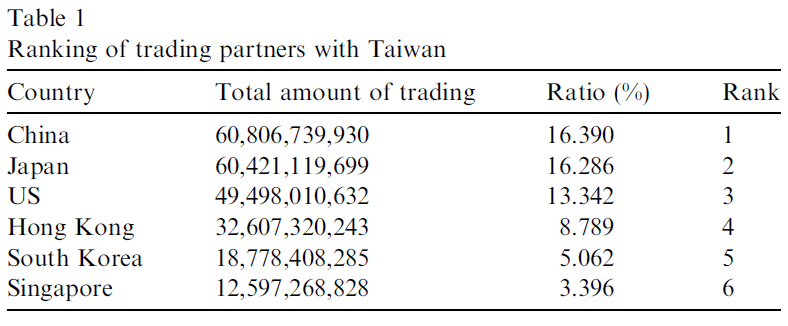 Table 1
Ranking of trading partners with Taiwan
Country Total amount of trading Ratio (%) Rank
China 60,806,739,930 16.390 1
Japan 60,421,119,699 16.286 2
US 49,498,010,632 13.342 3
Hong Kong 32,607,320,243 8.789 4
South Korea 18,778,408,285 5.062 5
Singapore 12,597,268,828 3.396 6